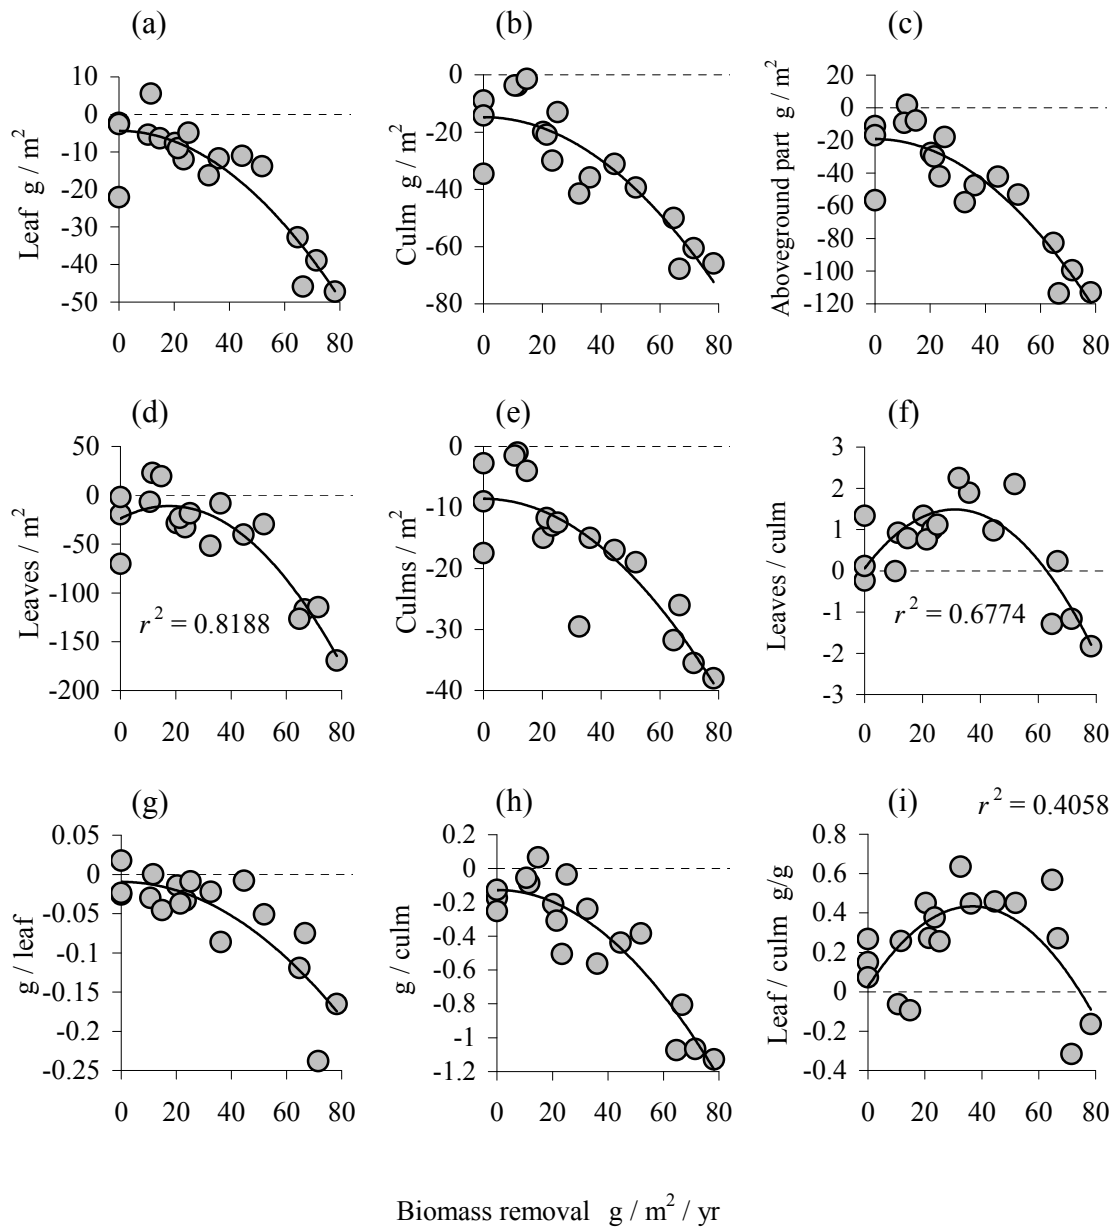 (a) (b) (c)
10
0
-10
-20
-30
-40
-50
Leaf g / m²
0 20 40 60 80
0
-20
-40
-60
-80
Culm g / m²
0 20 40 60 80
20
0
-20
-40
-60
-80
-100
-120
Aboveground part g / m²
0 20 40 60 80
(d) (e) (f)
50
0
-50
-100
-150
-200
Leaves / m²
r² = 0.8188
0 20 40 60 80
0
-10
-20
-30
-40
Culms / m²
0 20 40 60 80
3
2
1
0
-1
-2
-3
Leaves / culm
r² = 0.6774
0 20 40 60 80
(g) (h) (i)
r² = 0.4058
0.05
0
-0.05
-0.1
-0.15
-0.2
-0.25
g / leaf
0 20 40 60 80
0.2
0
-0.2
-0.4
-0.6
-0.8
-1
-1.2
g / culm
0 20 40 60 80
0.8
0.4
0
-0.2
-0.4
Leaf / culm g/g
0 20 40 60 80
Biomass removal g / m² / yr